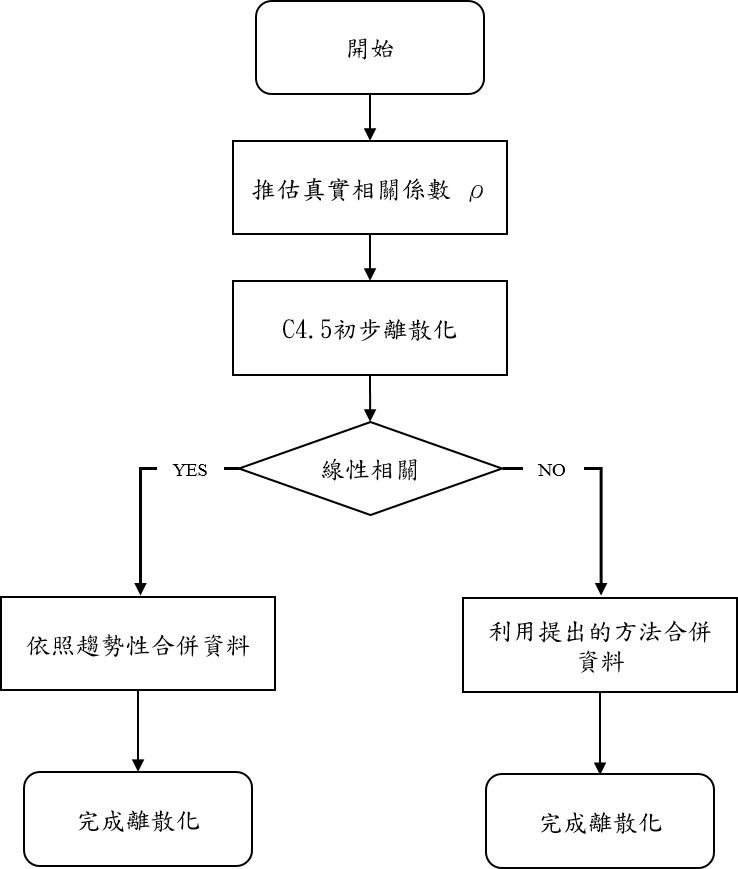 開始
推估真實相關係數 ρ
C4.5初步離散化
線性相關
YES
NO
依照趨勢性合併資料
利用提出的方法合併
資料
完成離散化
完成離散化